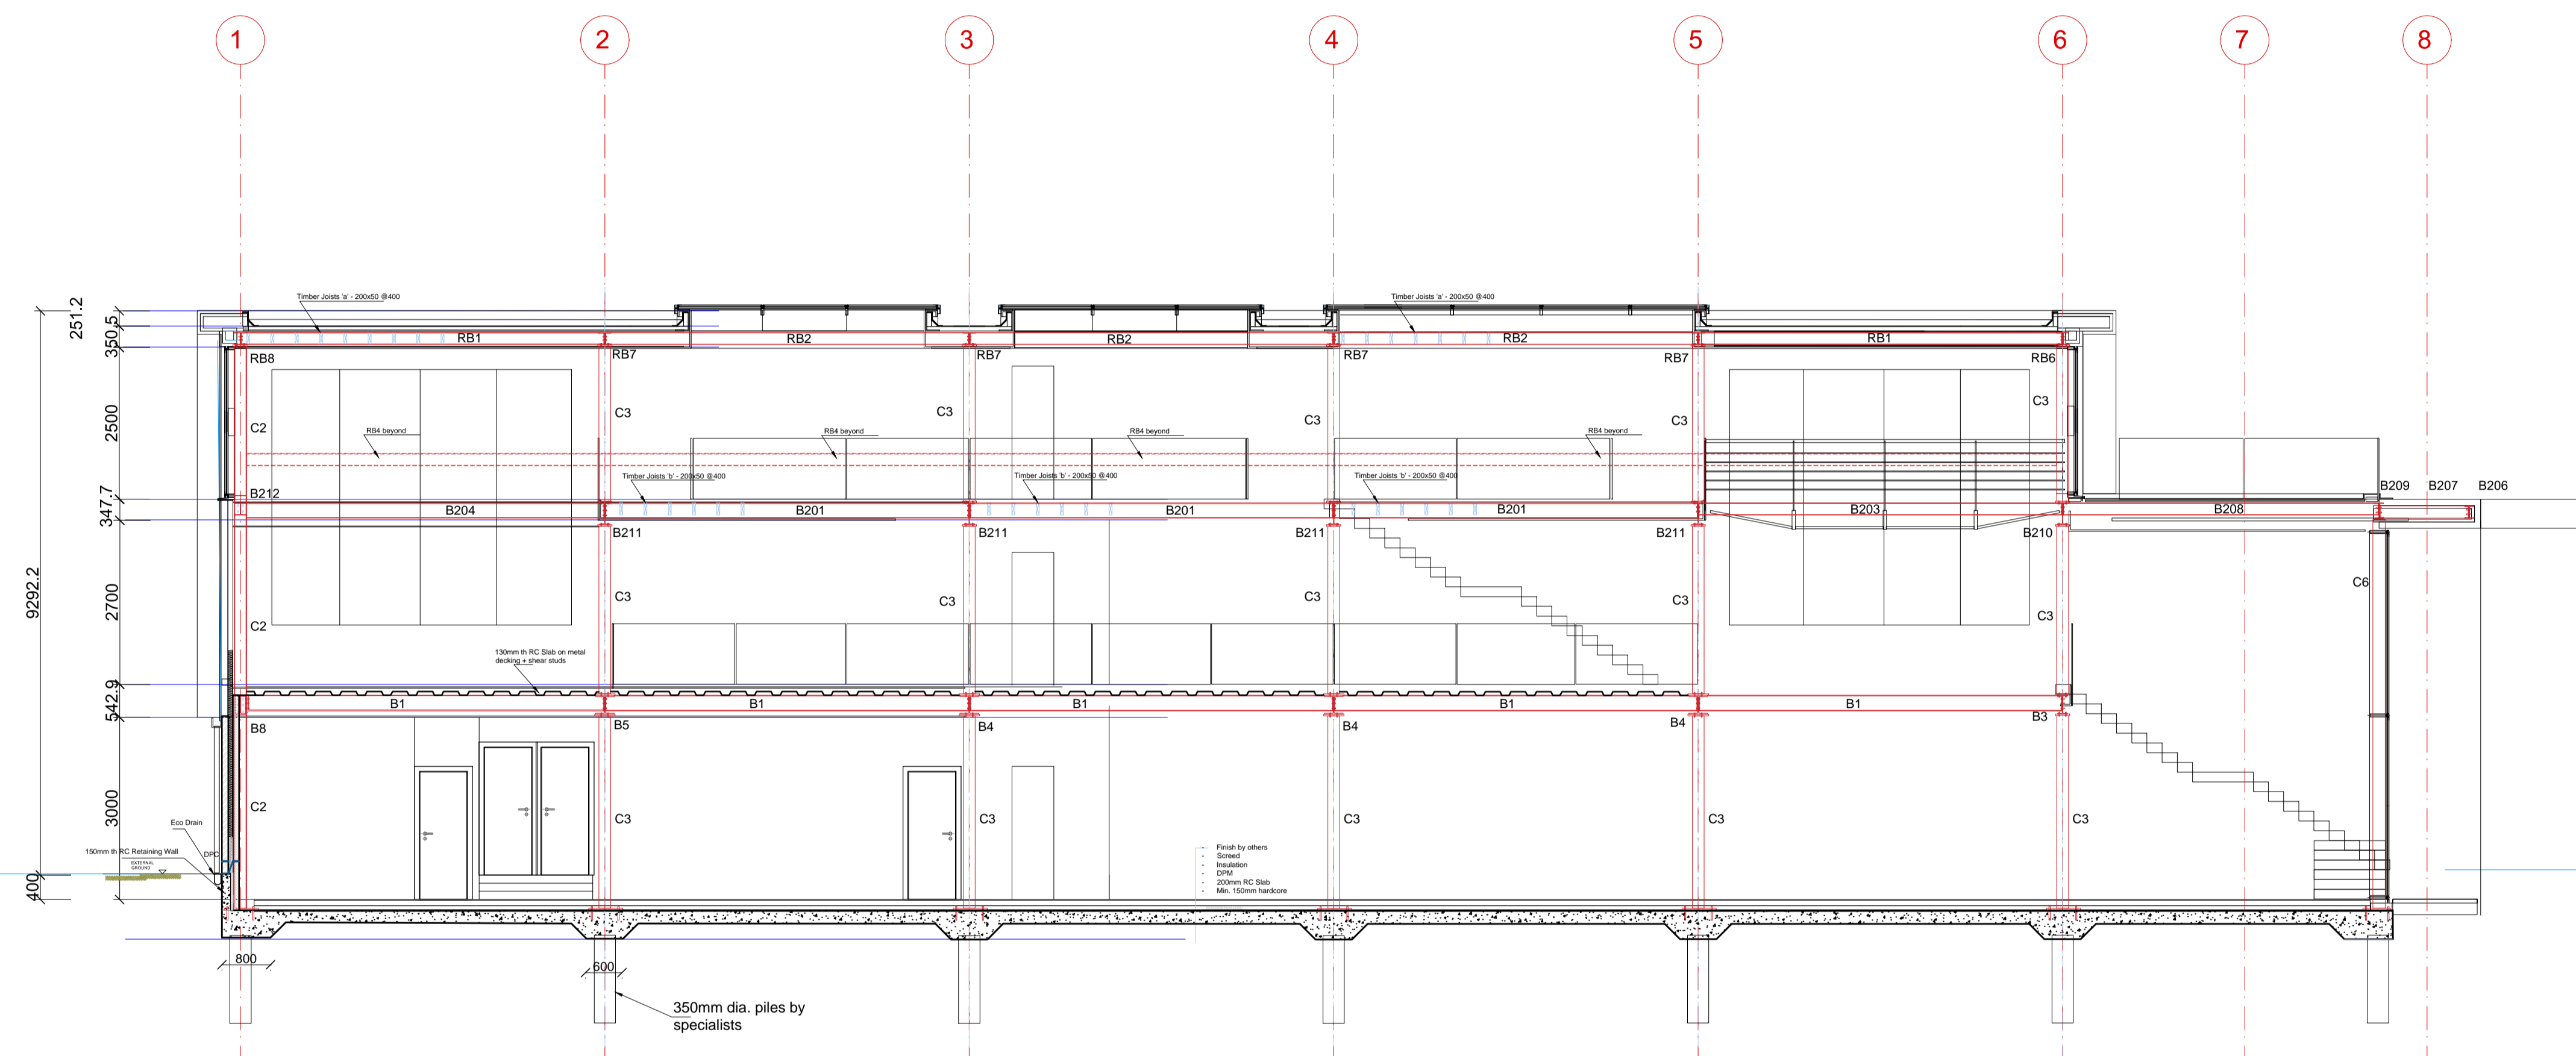 1 2 3 4 5 6 7 8
251.2
350.5
2500
347.7
2700
542.9
3000
400
9292.2
Timber Joists 'a' - 200x50 @400
Timber Joists 'a' - 200x50 @400
RB1 RB2 RB2 RB2 RB1
RB8 RB7 RB7 RB7 RB7 RB6
C2 C3 C3 C3 C3 C3
RB4 beyond RB4 beyond RB4 beyond RB4 beyond
Timber Joists 'b' - 200x50 @400
Timber Joists 'b' - 200x50 @400
Timber Joists 'b' - 200x50 @400
B212 B209 B207 B206
B204 B201 B201 B201 B203 B208
B211 B211 B211 B211 B210
C6
C2 C3 C3 C3 C3 C3
130mm th RC Slab on metal
decking + shear studs
B1 B1 B1 B1 B1
B8 B5 B4 B4 B4 B3
C2 C3 C3 C3 C3 C3
Eco Drain
150mm th RC Retaining Wall
DPC
EXTERNAL
GROUND
- Finish by others
- Screed
- Insulation
- DPM
- 200mm RC Slab
- Min. 150mm hardcore
800
600
350mm dia. piles by
specialists